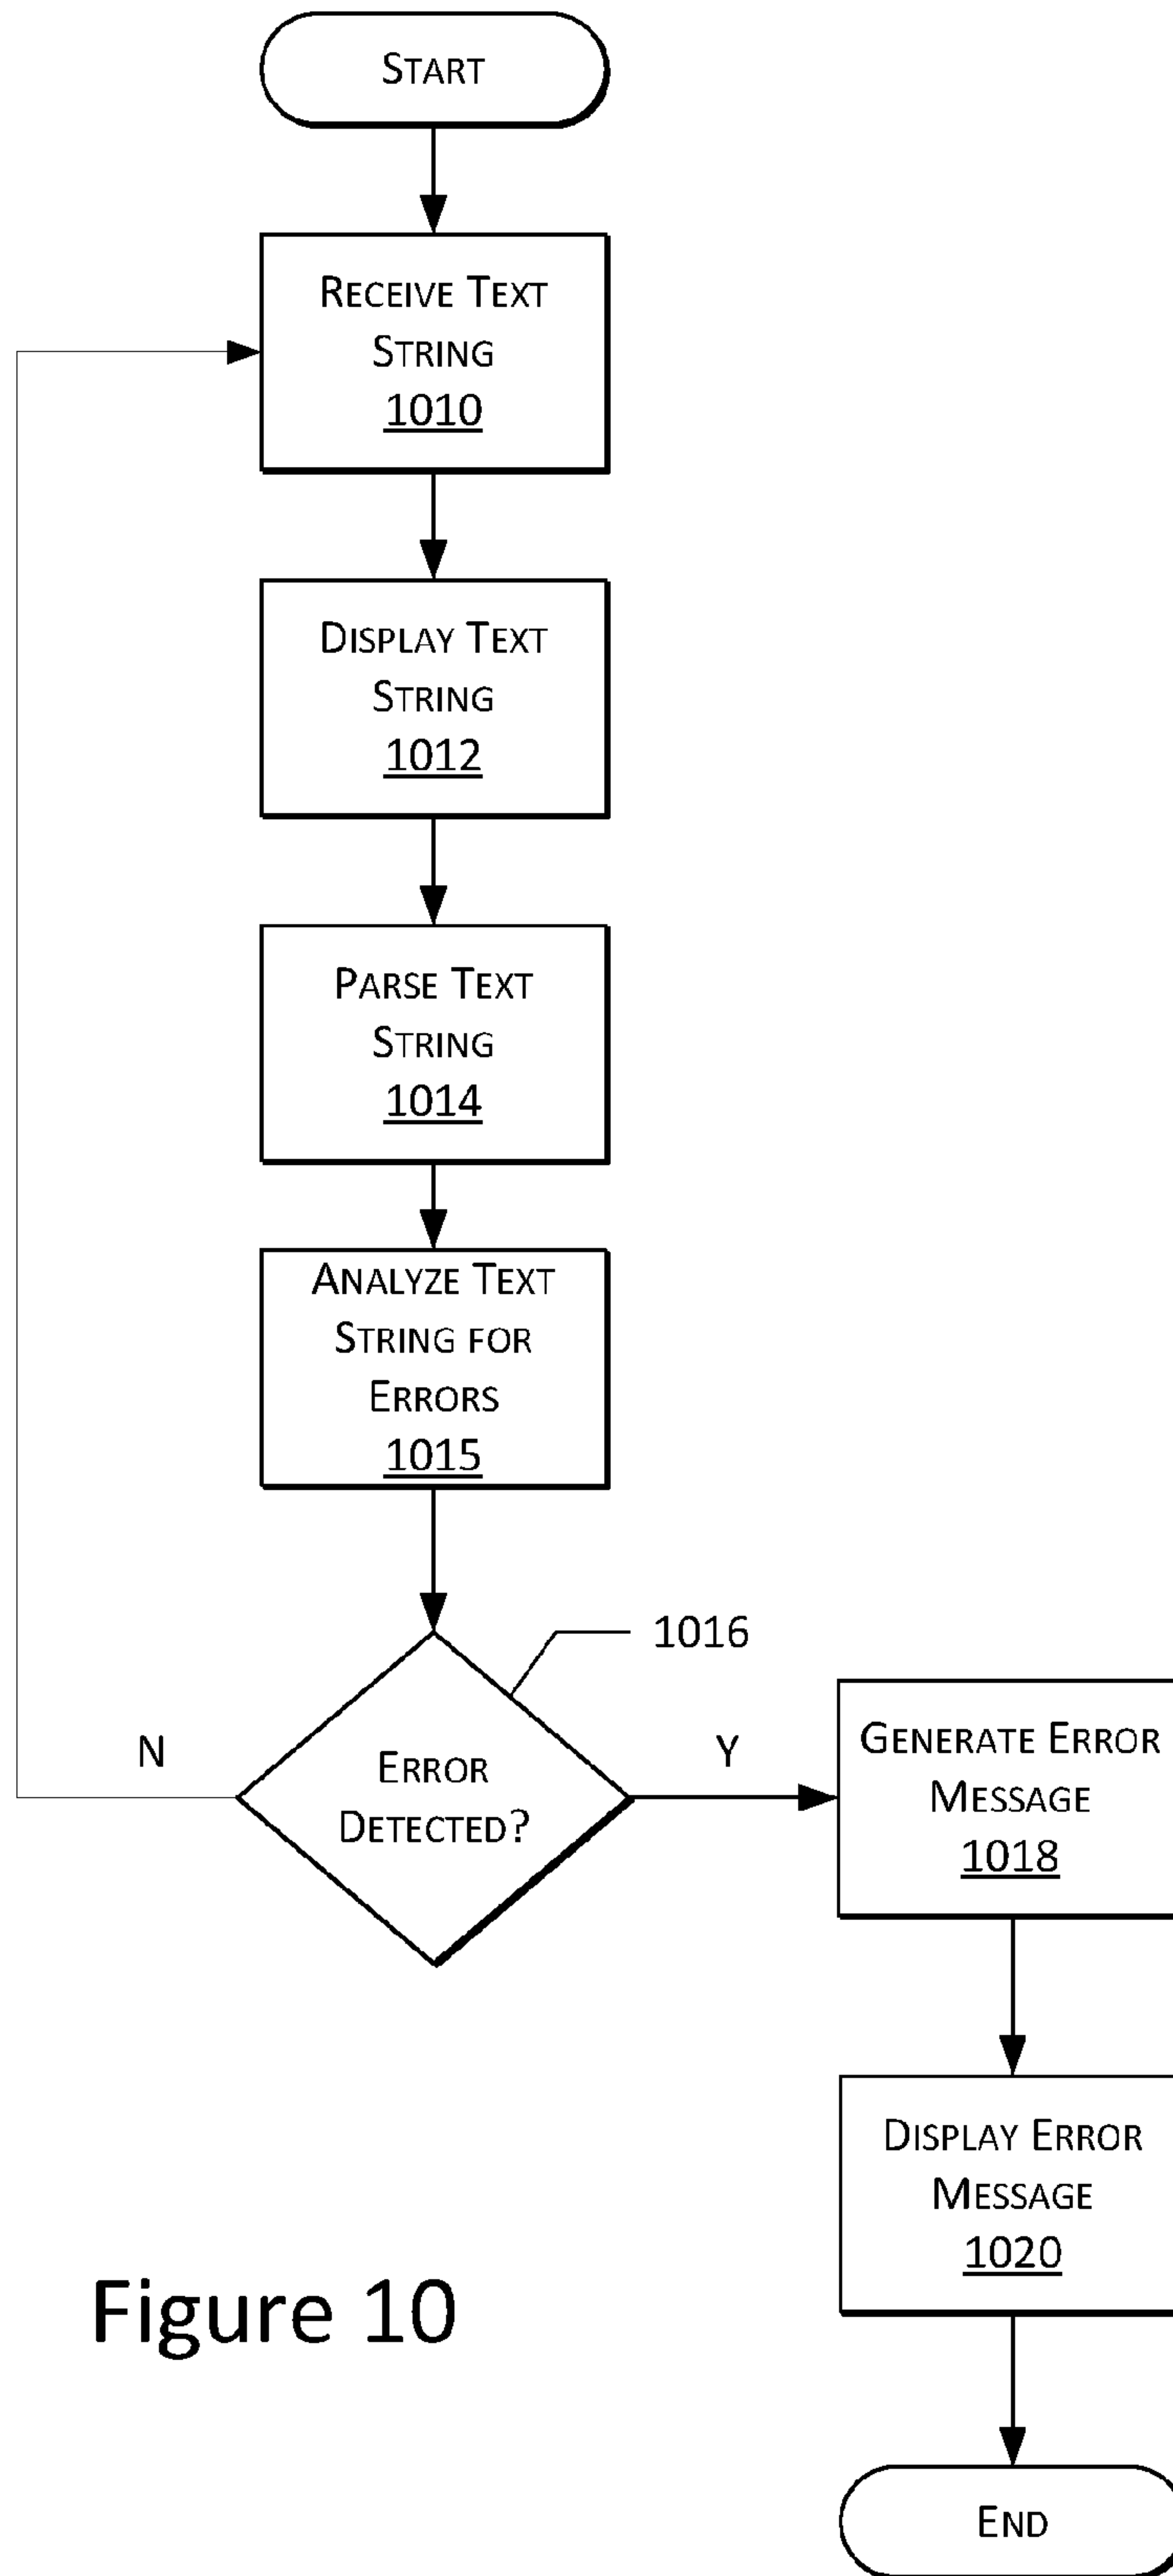 START
RECEIVE TEXT
STRING
1010
DISPLAY TEXT
STRING
1012
PARSE TEXT
STRING
1014
ANALYZE TEXT
STRING FOR
ERRORS
1015
1016
ERROR
DETECTED?
N
Y
GENERATE ERROR
MESSAGE
1018
DISPLAY ERROR
MESSAGE
1020
END
Figure 10